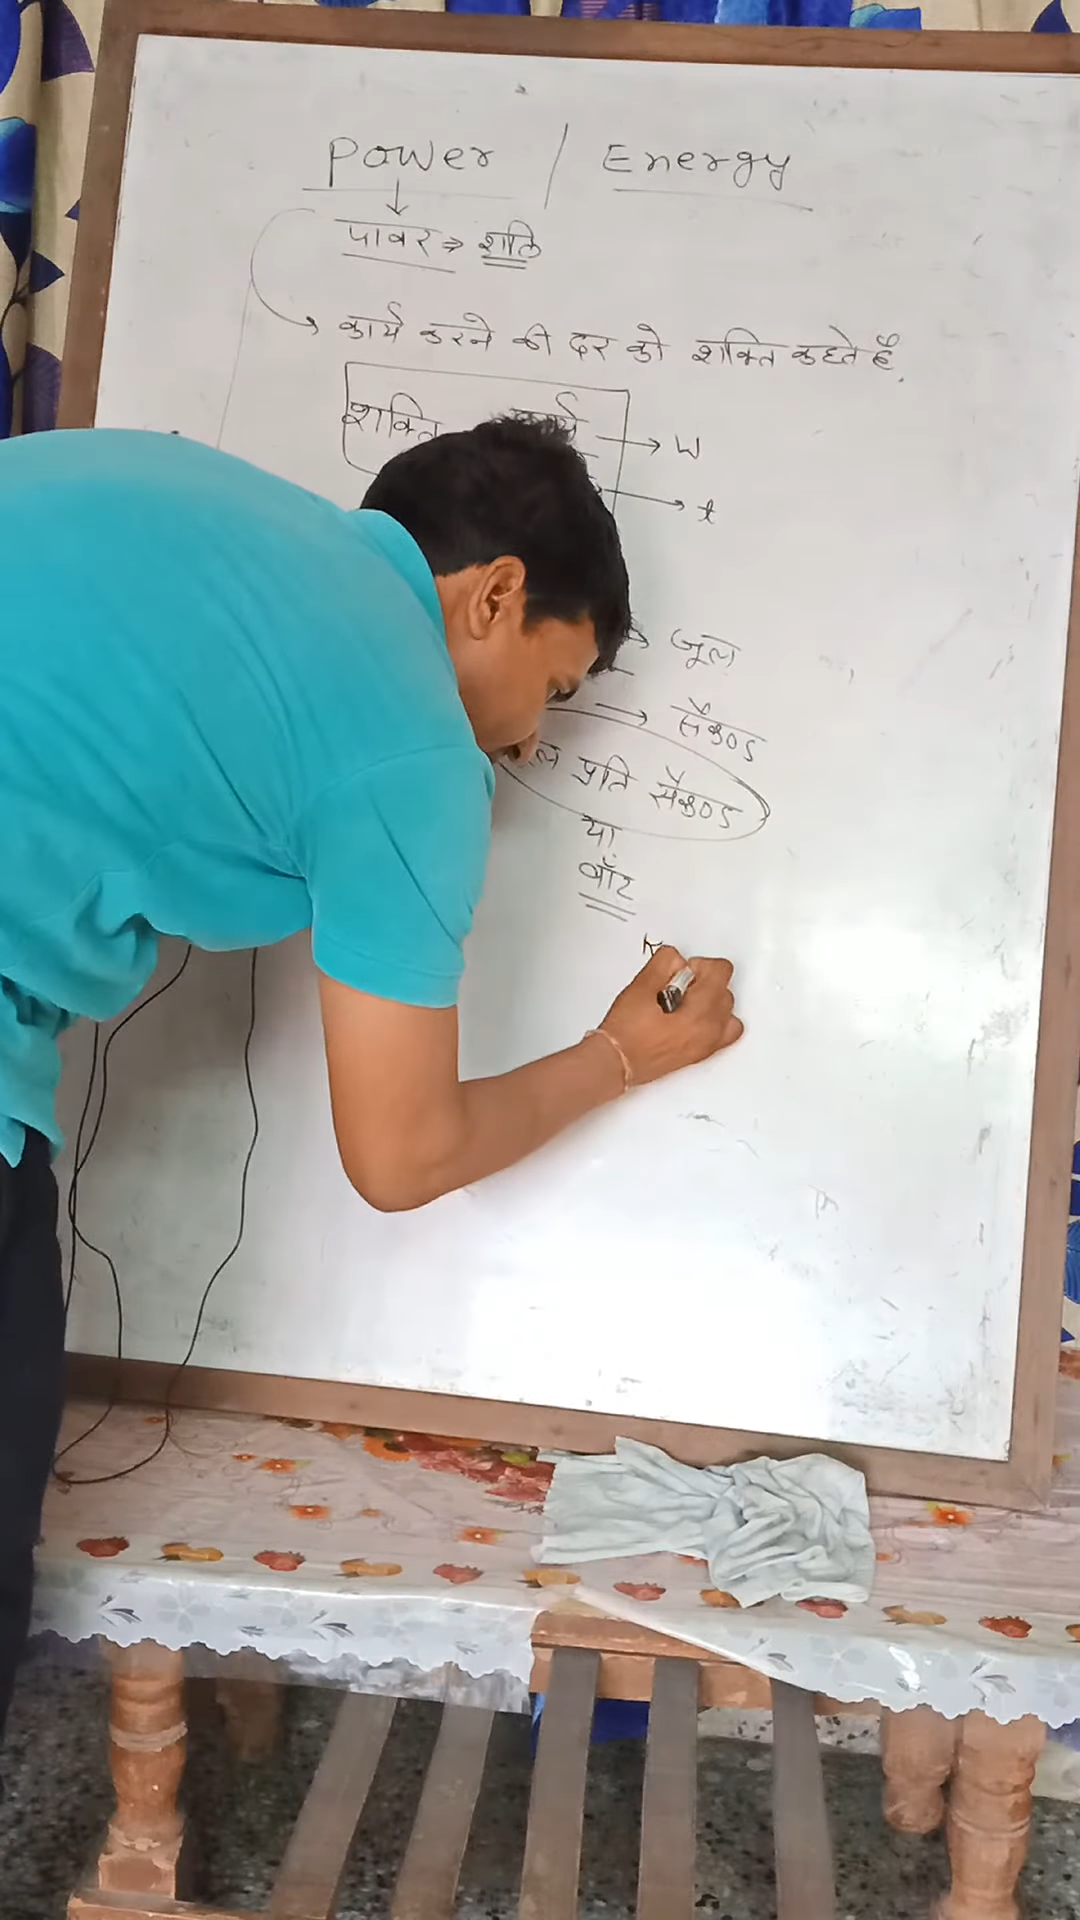 Power / Energy
पावर ⇒ शक्ति
कार्य करने की दर को शक्ति कहते हैं.
शक्ति कार्य → W
→ t
→ जूल
→ सैकण्ड
प्रति सैकण्ड
या
वॉट
K